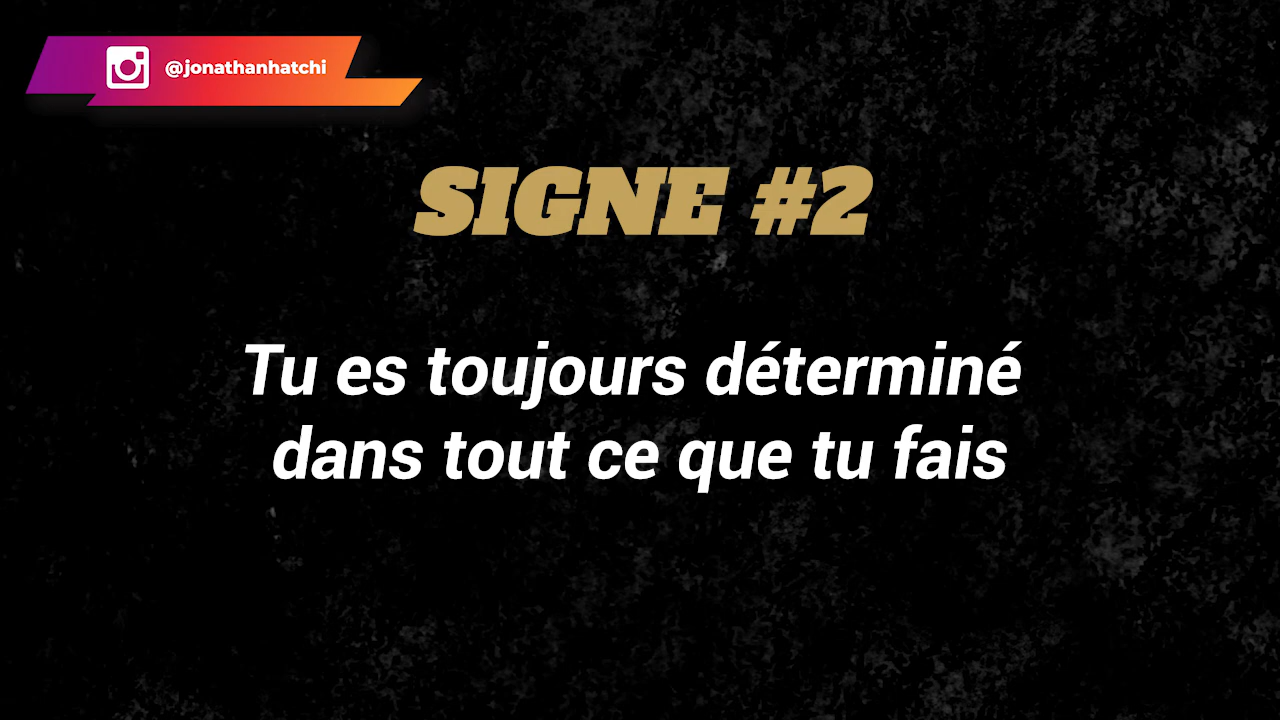 @jonathanhatchi
SIGNE #2
Tu es toujours déterminé
dans tout ce que tu fais